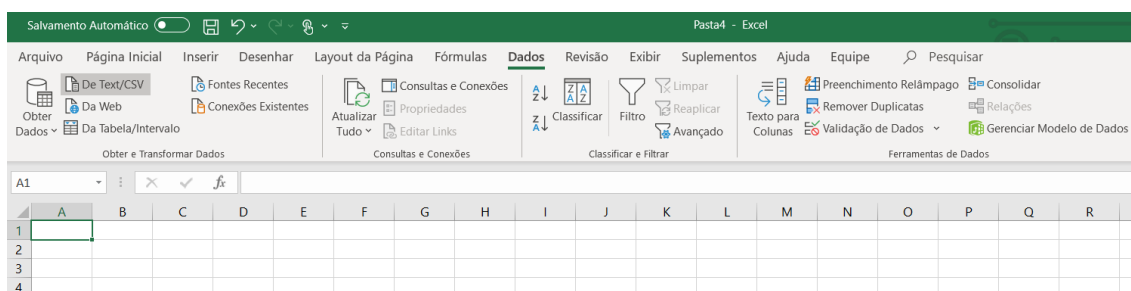 Salvamento Automático
Pasta4 - Excel
Arquivo Página Inicial Inserir Desenhar Layout da Página Fórmulas Dados Revisão Exibir Suplementos Ajuda Equipe Pesquisar
Obter Dados
De Text/CSV
Da Web
Da Tabela/Intervalo
Fontes Recentes
Conexões Existentes
Obter e Transformar Dados
Atualizar Tudo
Consultas e Conexões
Propriedades
Editar Links
Consultas e Conexões
Classificar
Filtro
Limpar
Reaplicar
Avançado
Classificar e Filtrar
Texto para Colunas
Preenchimento Relâmpago
Remover Duplicatas
Validação de Dados
Consolidar
Relações
Gerenciar Modelo de Dados
Ferramentas de Dados
A1 fx
A B C D E F G H I J K L M N O P Q R
1
2
3
4